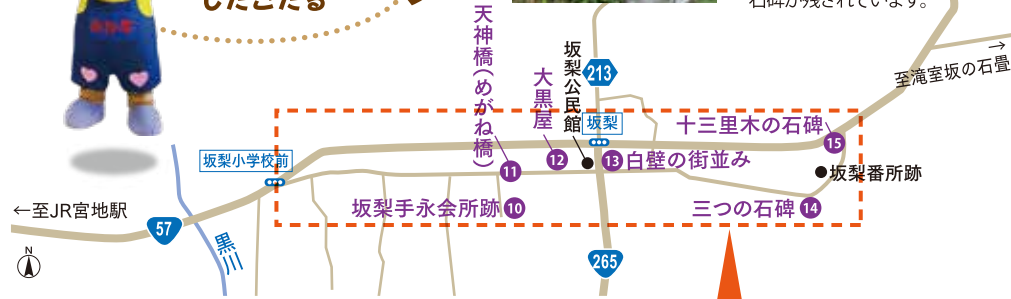 したごたる
石碑が残されています。
天神橋(めがね橋)
大黒屋
坂梨公民館
213
坂梨
→
至滝室坂の石畳
十三里木の石碑
15
坂梨小学校前
11
12
13 白壁の街並み
坂梨番所跡
坂梨手永会所跡 10
三つの石碑 14
←至JR宮地駅
57
黒川
N
265